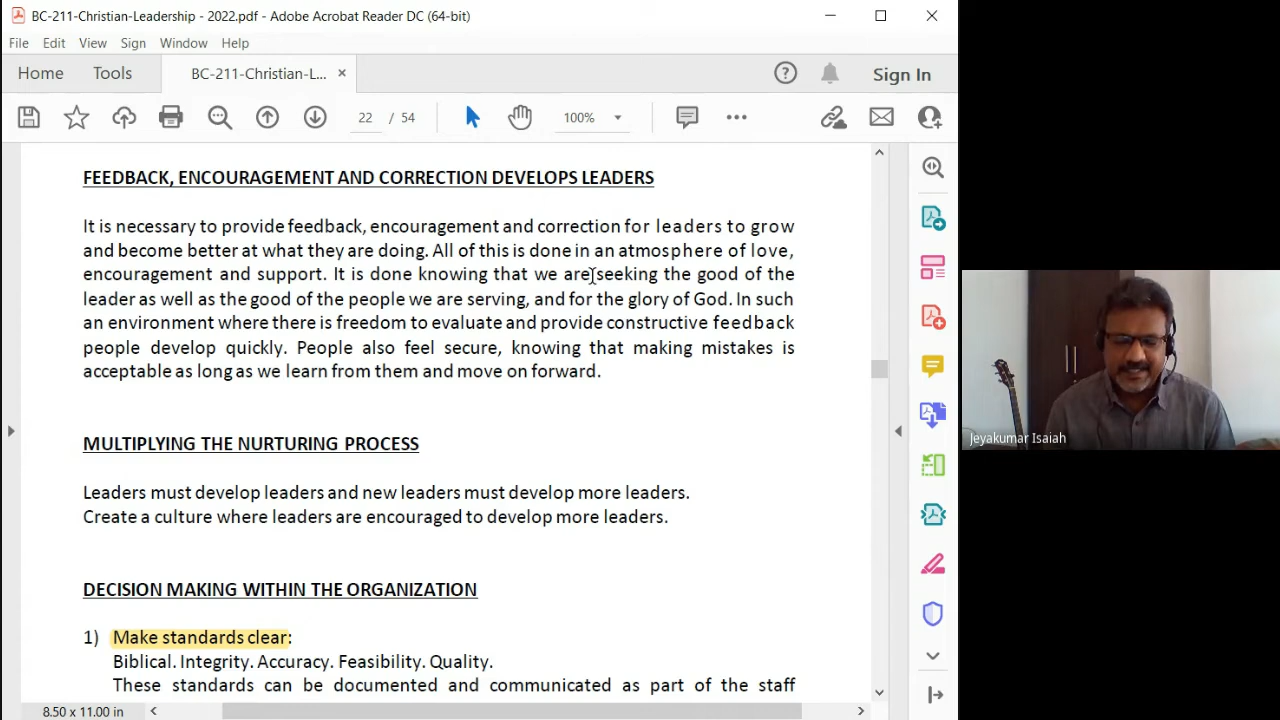 BC-211-Christian-Leadership - 2022.pdf - Adobe Acrobat Reader DC (64-bit)
File Edit View Sign Window Help
Home Tools BC-211-Christian-L... Sign In
22 / 54 100%
FEEDBACK, ENCOURAGEMENT AND CORRECTION DEVELOPS LEADERS
It is necessary to provide feedback, encouragement and correction for leaders to grow
and become better at what they are doing. All of this is done in an atmosphere of love,
encouragement and support. It is done knowing that we are seeking the good of the
leader as well as the good of the people we are serving, and for the glory of God. In such
an environment where there is freedom to evaluate and provide constructive feedback
people develop quickly. People also feel secure, knowing that making mistakes is
acceptable as long as we learn from them and move on forward.
MULTIPLYING THE NURTURING PROCESS
Leaders must develop leaders and new leaders must develop more leaders.
Create a culture where leaders are encouraged to develop more leaders.
DECISION MAKING WITHIN THE ORGANIZATION
1) Make standards clear:
Biblical. Integrity. Accuracy. Feasibility. Quality.
These standards can be documented and communicated as part of the staff
8.50 x 11.00 in
Jeyakumar Isaiah